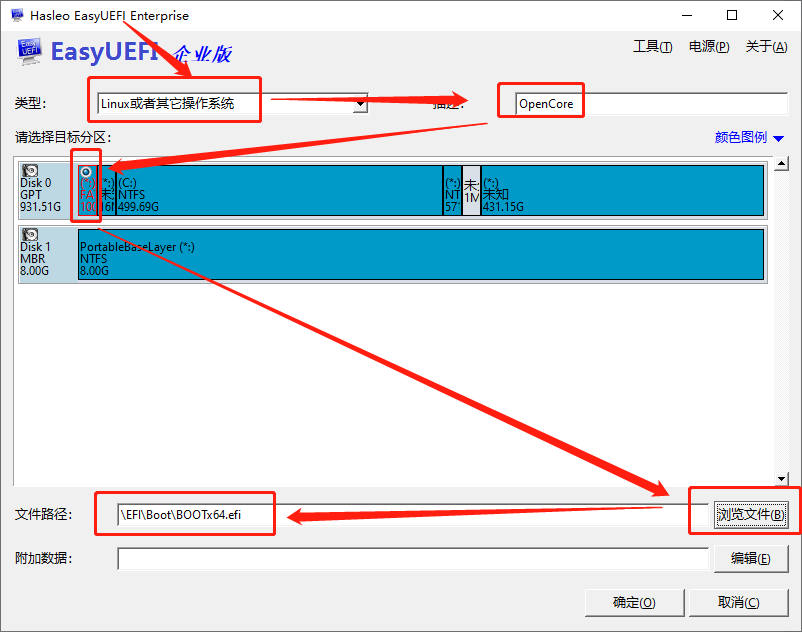 Hasleo EasyUEFI Enterprise
EasyUEFI 企业版
工具(T) 电源(P) 关于(A)
类型: Linux或者其它操作系统 描述: OpenCore
请选择目标分区: 颜色图例
Disk 0
GPT
931.51G
(*:)
FA
100
(*:)
未
16M
(C:)
NTFS
499.69G
(*:)
NT
57
未
1M
(*:)
未知
431.15G
Disk 1
MBR
8.00G
PortableBaseLayer (*:)
NTFS
8.00G
文件路径: \EFI\Boot\BOOTx64.efi 浏览文件(B)
附加数据: 编辑(E)
确定(O) 取消(C)